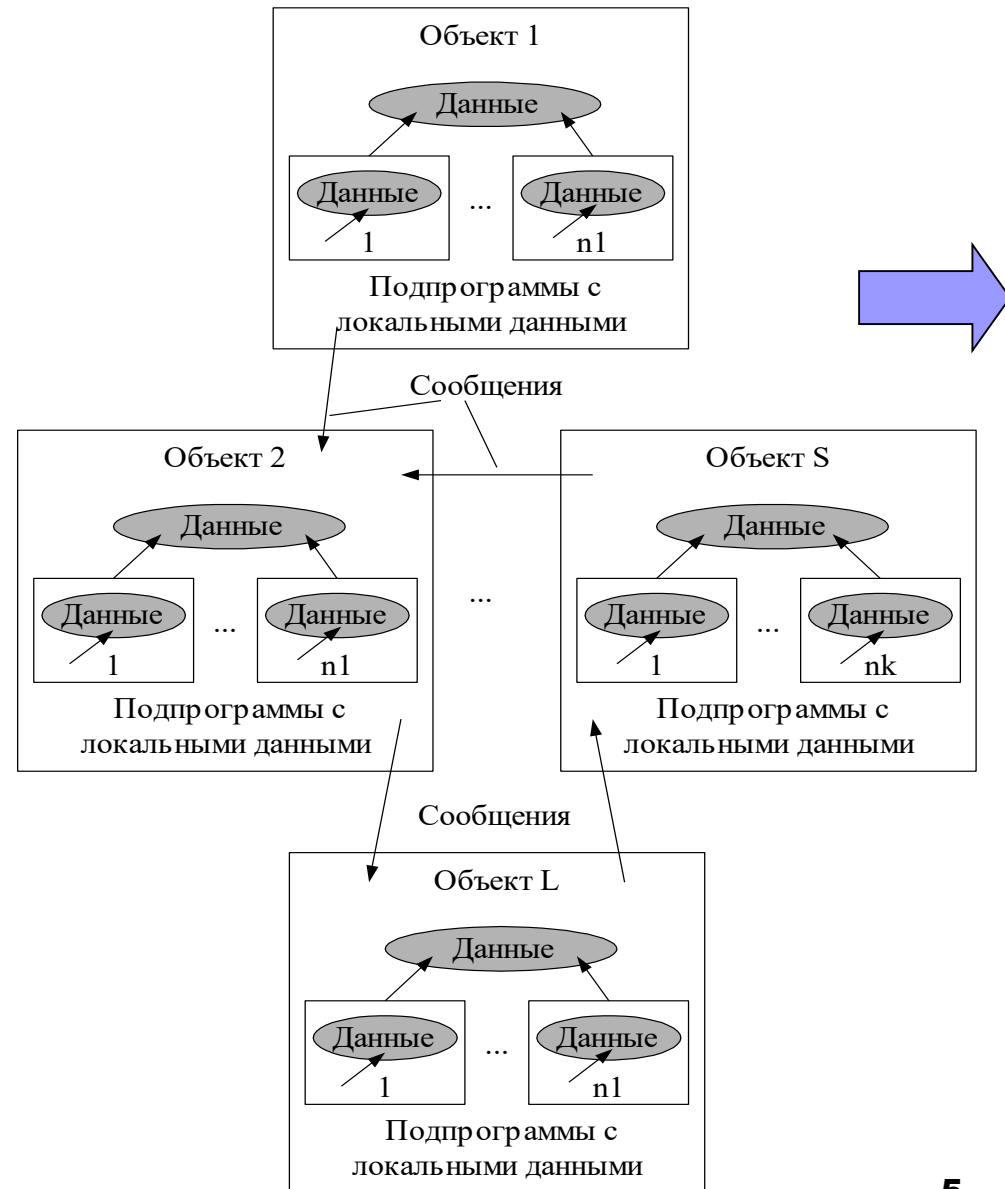 Объект 1
Данные
Данные ... Данные
1 n1
Подпрограммы с
локальными данными
Сообщения
Объект 2
Данные
Данные ... Данные
1 n1
Подпрограммы с
локальными данными
...
Объект S
Данные
Данные ... Данные
1 nk
Подпрограммы с
локальными данными
Сообщения
Объект L
Данные
Данные ... Данные
1 n1
Подпрограммы с
локальными данными